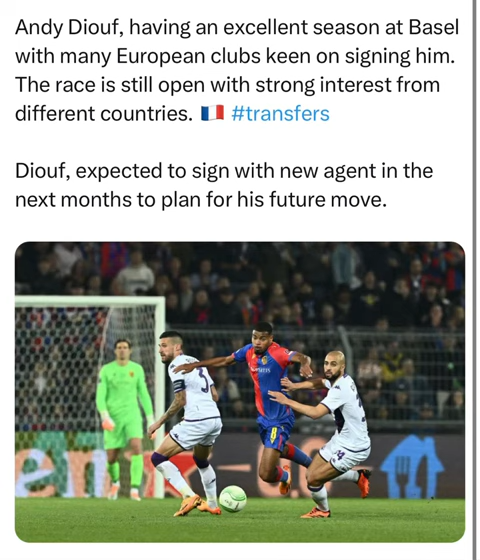 Andy Diouf, having an excellent season at Basel
with many European clubs keen on signing him.
The race is still open with strong interest from
different countries. 🇫🇷 #transfers
Diouf, expected to sign with new agent in the
next months to plan for his future move.
en
3
8